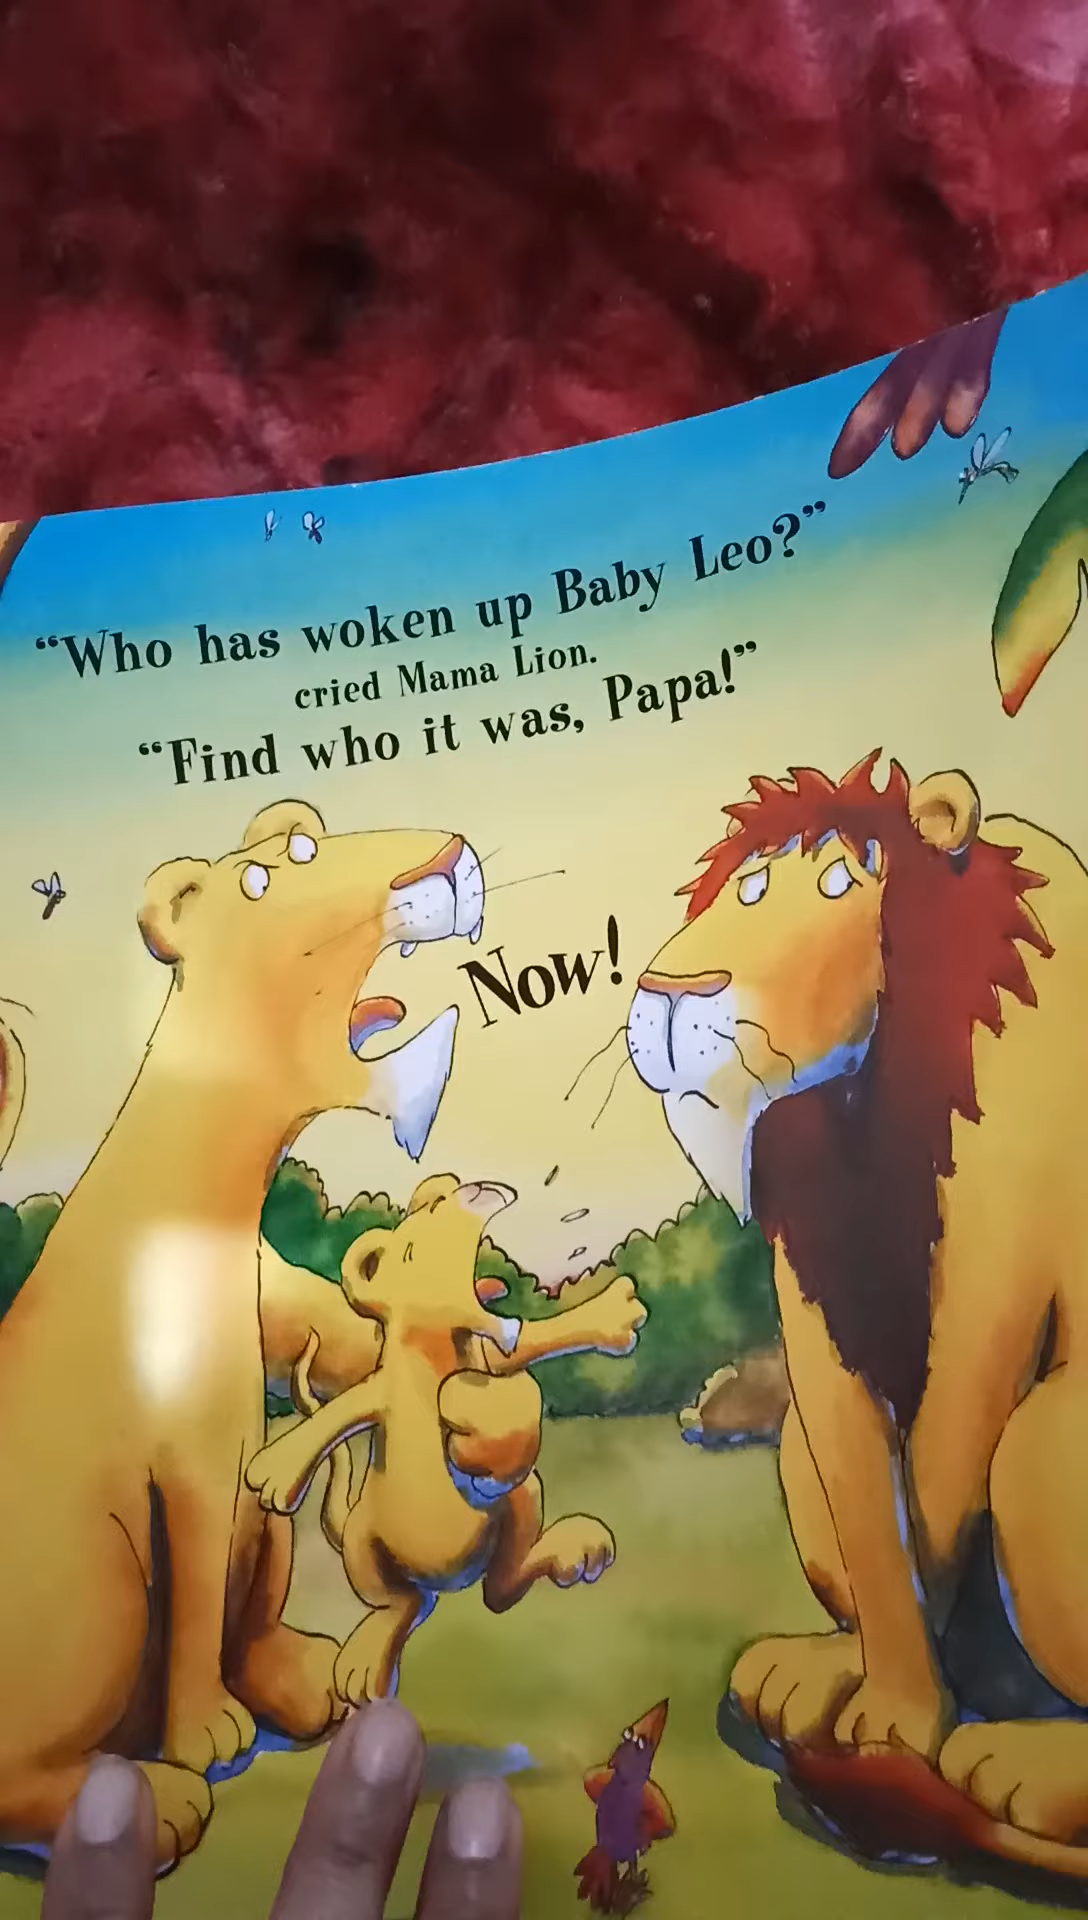 “Who has woken up Baby Leo?”
cried Mama Lion.
“Find who it was, Papa!”
Now!